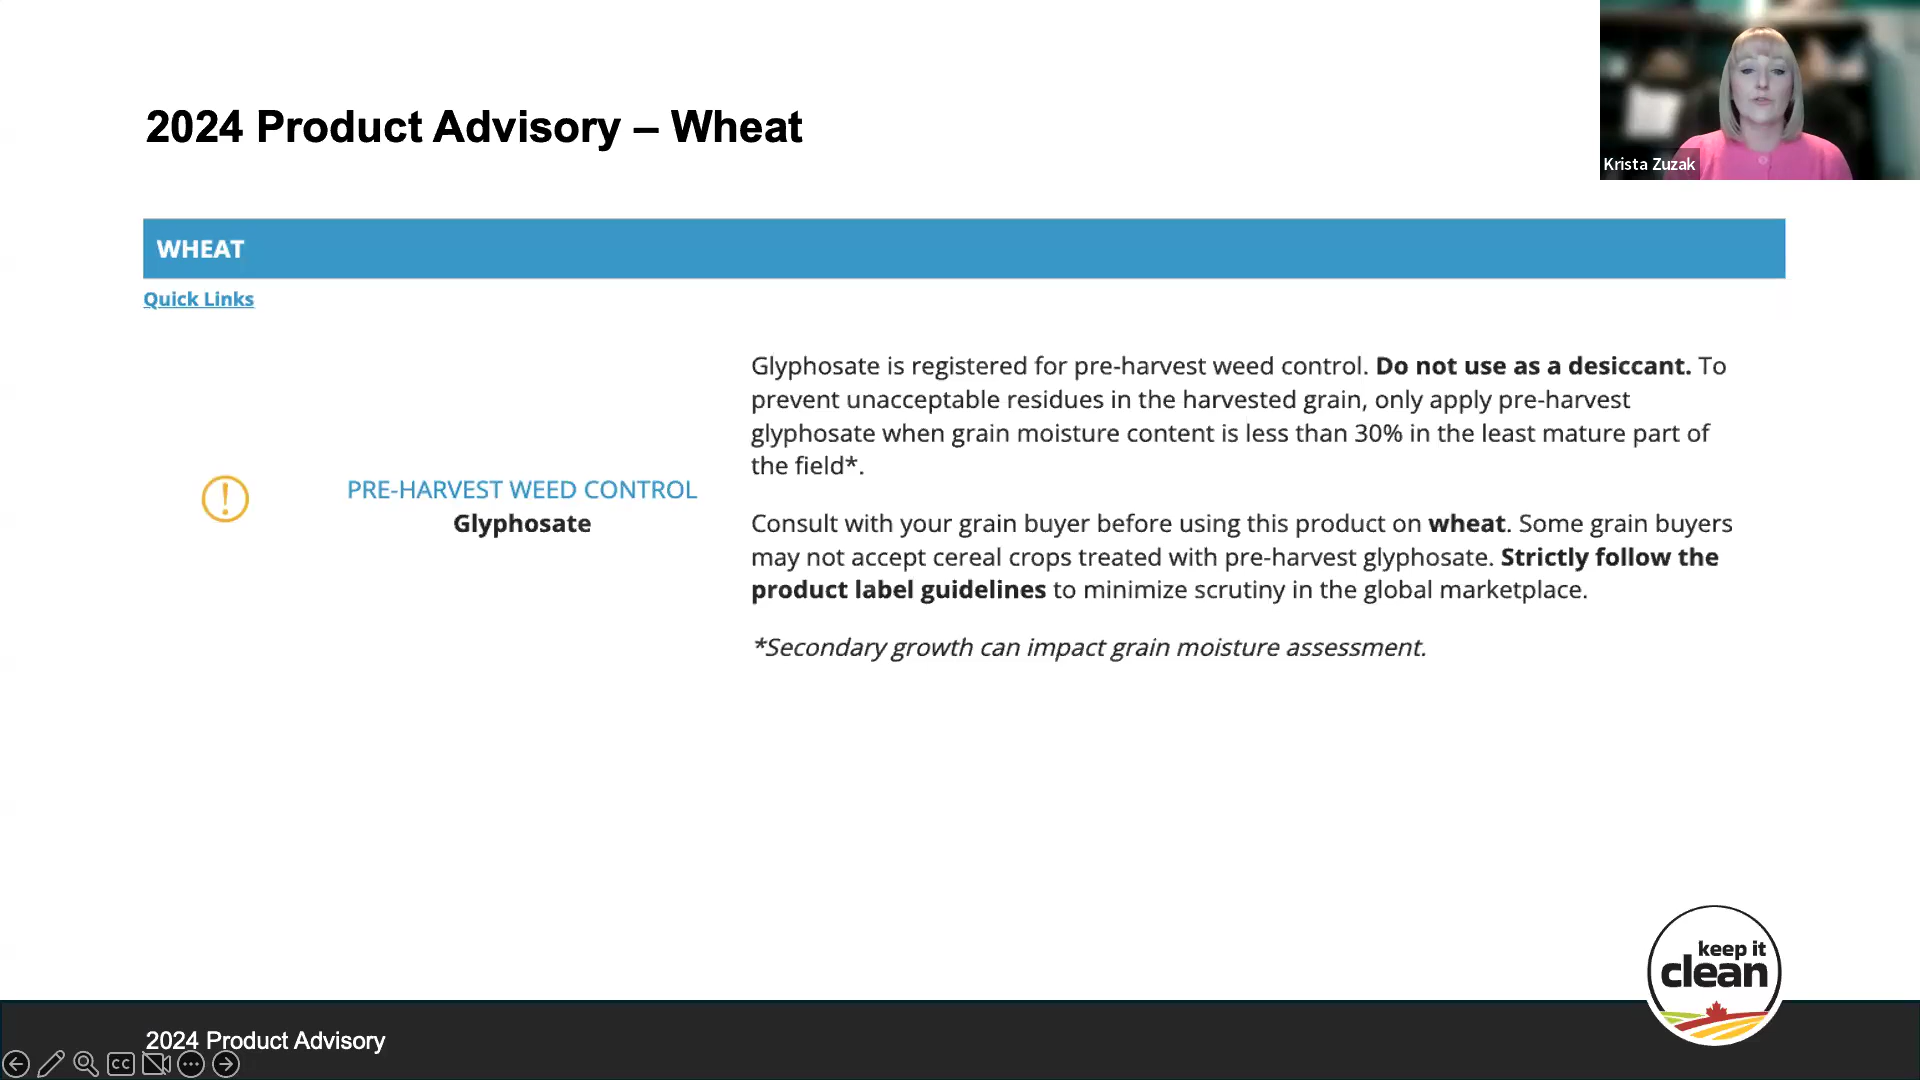 2024 Product Advisory – Wheat
Krista Zuzak
WHEAT
Quick Links
PRE-HARVEST WEED CONTROL
Glyphosate
Glyphosate is registered for pre-harvest weed control. Do not use as a desiccant. To
prevent unacceptable residues in the harvested grain, only apply pre-harvest
glyphosate when grain moisture content is less than 30% in the least mature part of
the field*.
Consult with your grain buyer before using this product on wheat. Some grain buyers
may not accept cereal crops treated with pre-harvest glyphosate. Strictly follow the
product label guidelines to minimize scrutiny in the global marketplace.
*Secondary growth can impact grain moisture assessment.
keep it
clean
2024 Product Advisory
CC